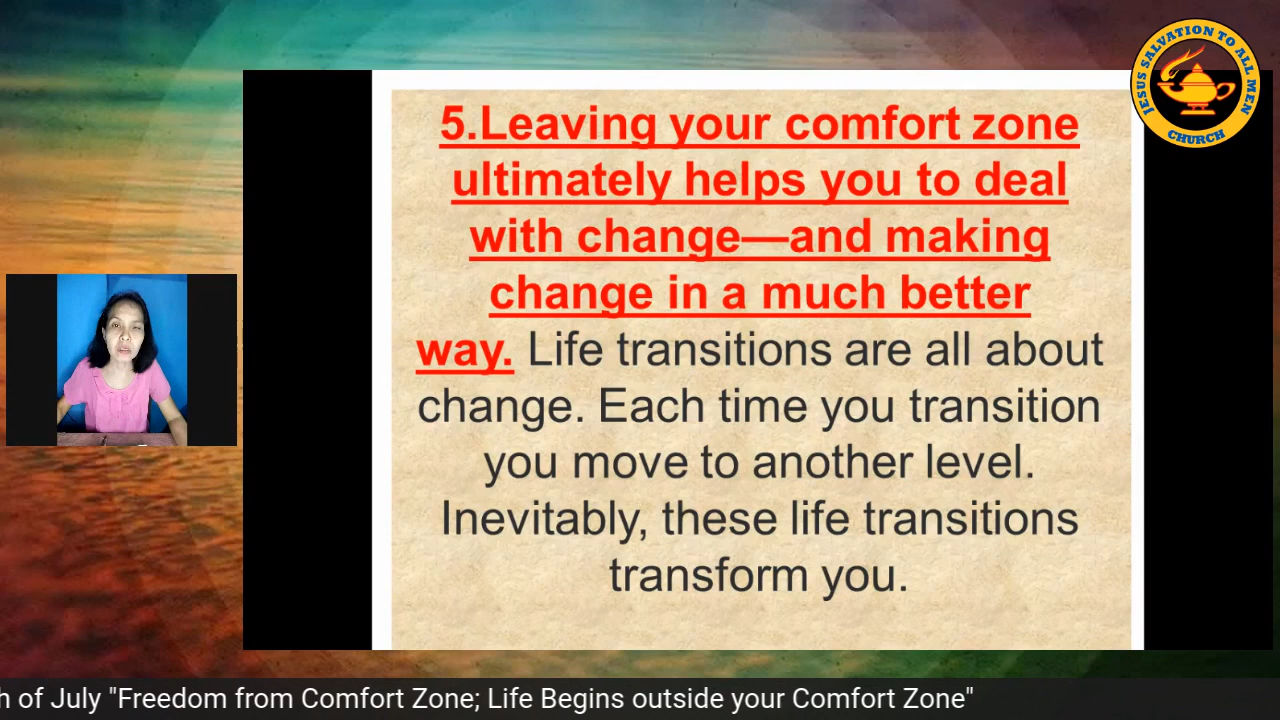 JESUS SALVATION TO ALL MEN
CHURCH
5.Leaving your comfort zone
ultimately helps you to deal
with change—and making
change in a much better
way. Life transitions are all about
change. Each time you transition
you move to another level.
Inevitably, these life transitions
transform you.
of July "Freedom from Comfort Zone; Life Begins outside your Comfort Zone"